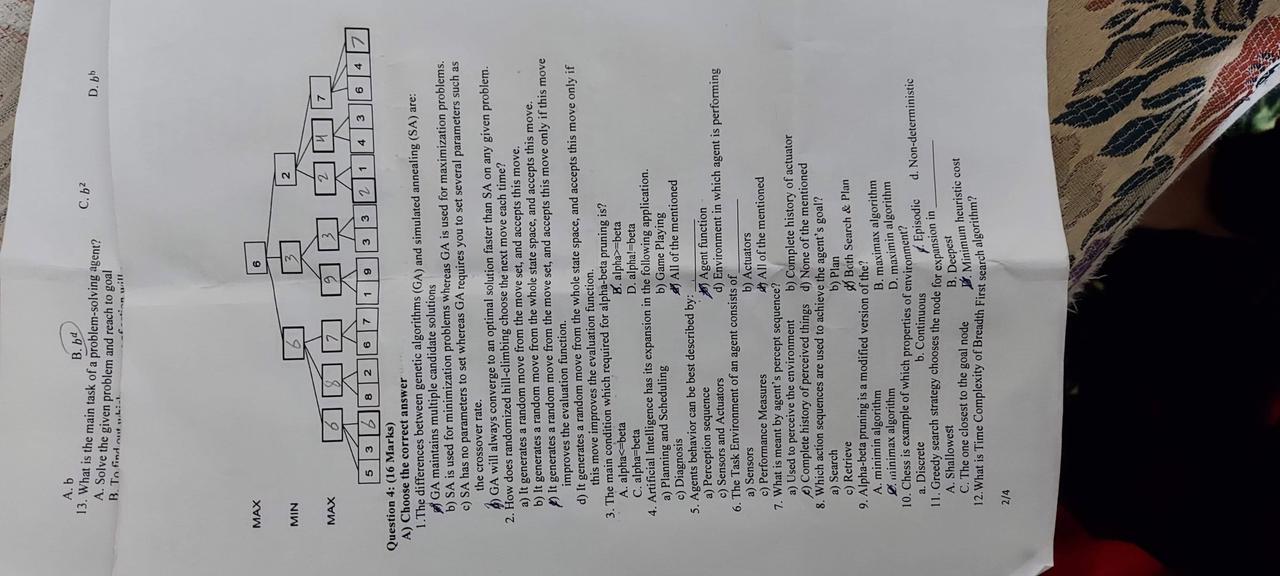 A. b
B. bᵈ
C. b²
D. bᵇ
13. What is the main task of a problem-solving agent?
A. Solve the given problem and reach to goal
B. To find out
MAX
6
MIN
6
3
2
MAX
6
8
7
9
3
2
4
7
5 3 6 8 2 6 7 1 9 3 3 2 1 4 3 6 4 7
Question 4: (16 Marks)
A) Choose the correct answer
1.The differences between genetic algorithms (GA) and simulated annealing (SA) are:
a) GA maintains multiple candidate solutions
b) SA is used for minimization problems whereas GA is used for maximization problems.
c) SA has no parameters to set whereas GA requires you to set several parameters such as
the crossover rate.
d) GA will always converge to an optimal solution faster than SA on any given problem.
2. How does randomized hill-climbing choose the next move each time?
a) It generates a random move from the move set, and accepts this move.
b) It generates a random move from the whole state space, and accepts this move.
c) It generates a random move from the move set, and accepts this move only if this move
improves the evaluation function.
d) It generates a random move from the whole state space, and accepts this move only if
this move improves the evaluation function.
3. The main condition which required for alpha-beta pruning is?
A. alpha<=beta
B. alpha>=beta
C. alpha=beta
D. alpha!=beta
4. Artificial Intelligence has its expansion in the following application.
a) Planning and Scheduling
b) Game Playing
c) Diagnosis
d) All of the mentioned
5. Agents behavior can be best described by: ____________
a) Perception sequence
b) Agent function
c) Sensors and Actuators
d) Environment in which agent is performing
6. The Task Environment of an agent consists of ____________
a) Sensors
b) Actuators
c) Performance Measures
d) All of the mentioned
7. What is meant by agent's percept sequence?
a) Used to perceive the environment
b) Complete history of actuator
c) Complete history of perceived things
d) None of the mentioned
8. Which action sequences are used to achieve the agent's goal?
a) Search
b) Plan
c) Retrieve
d) Both Search & Plan
9. Alpha-beta pruning is a modified version of the?
A. minimin algorithm
B. maximax algorithm
C. minimax algorithm
D. maximin algorithm
10. Chess is example of which properties of environment?
a. Discrete
b. Continuous
c. Episodic
d. Non-deterministic
11. Greedy search strategy chooses the node for expansion in ____________
A. Shallowest
B. Deepest
C. The one closest to the goal node
D. Minimum heuristic cost
12.What is Time Complexity of Breadth First search algorithm?
2/4